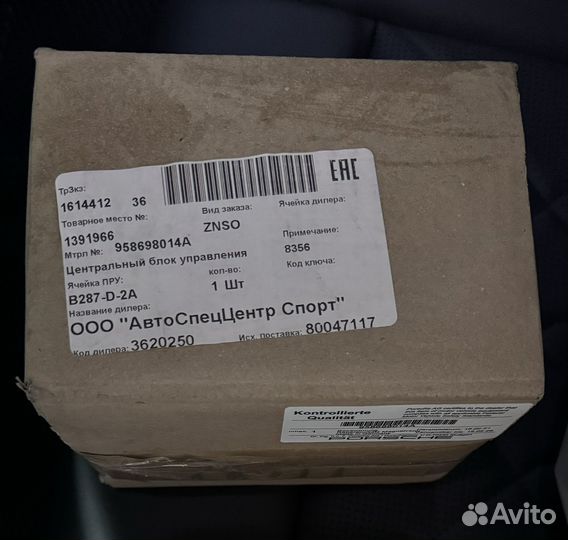 ТрЗкз:
1614412 36
EAC
Товарное место №:
Вид заказа:
Ячейка дилера:
1391966
ZNSO
Мтрл №: 958698014A
Примечание:
Центральный блок управления
8356
Ячейка ПРУ:
кол-во:
Код ключа:
B287-D-2A
1 Шт
Название дилера:
ООО "АвтоСпецЦентр Спорт"
Код дилера: 3620250
Исх. поставка: 80047117
Kontrollierte
Qualität
Avito